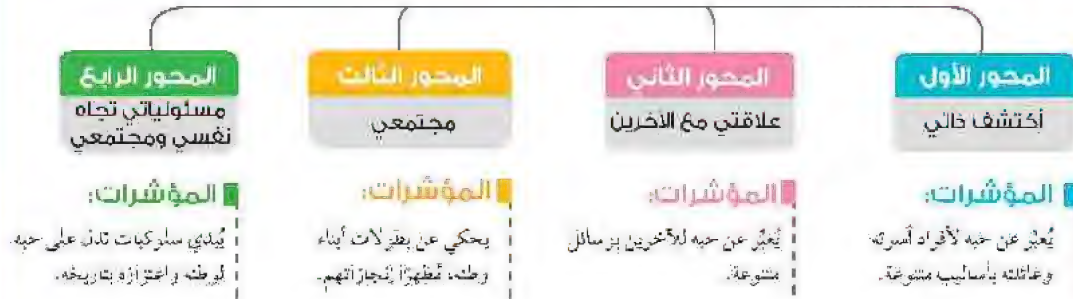 المحور الأول
أكتشف ذاتي
المؤشرات:
يُعبِّر عن حبه لأفراد أسرته
وعائلته بأساليب متنوعة.
المحور الثاني
علاقتي مع الآخرين
المؤشرات:
يُعبِّر عن حبه للآخرين برسائل
متنوعة.
المحور الثالث
مجتمعي
المؤشرات:
يحكي عن بطولات أبناء
وطنه، مُظهرًا إنجازاتهم.
المحور الرابع
مسئولياتي تجاه
نفسي ومجتمعي
المؤشرات:
يُبدي سلوكيات تدل على حبه
لوطنه واعتزازه بتاريخه.